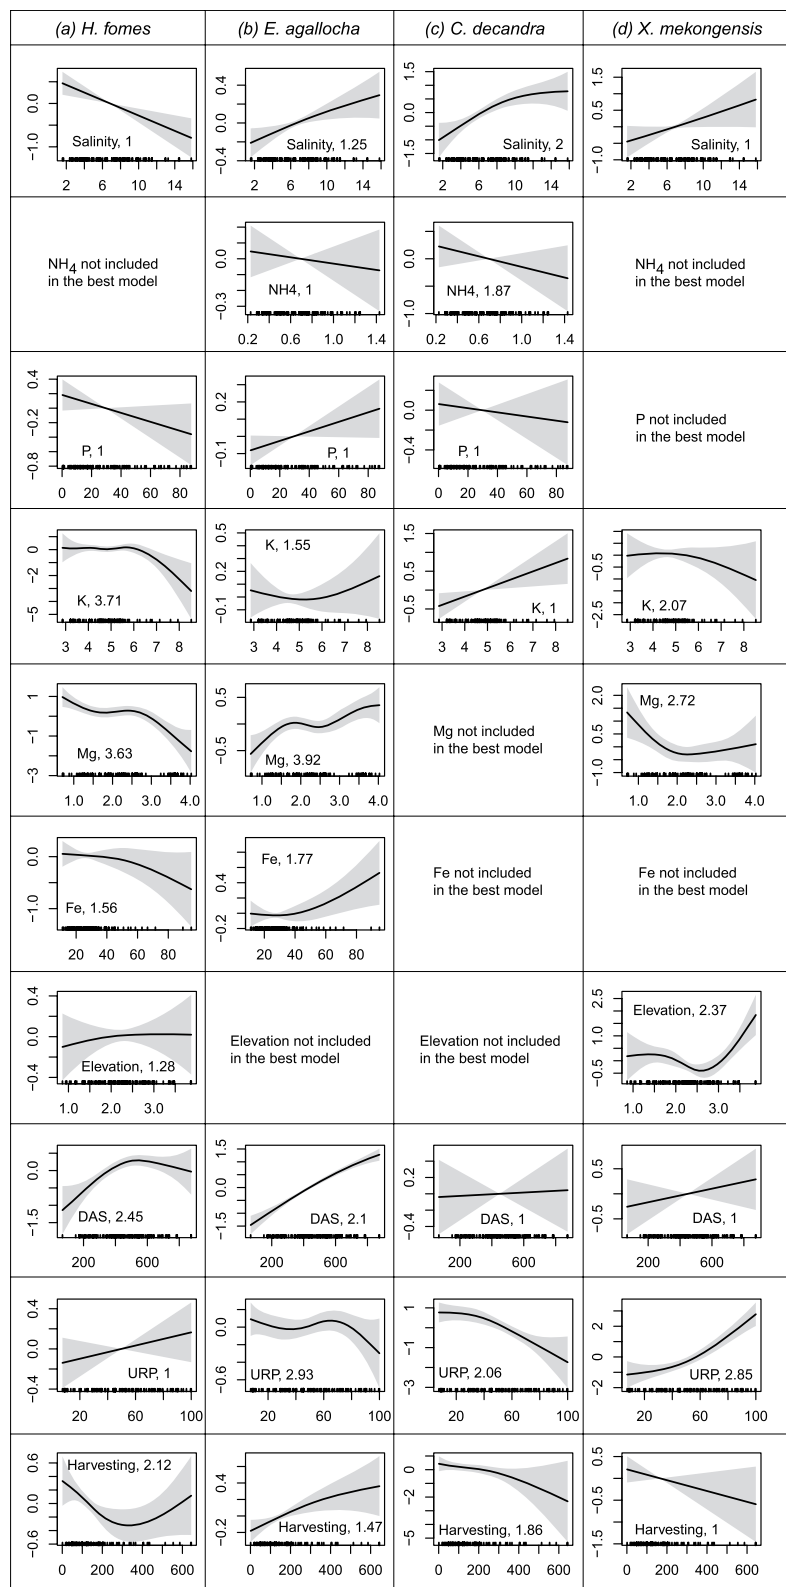 (a) H. fomes (b) E. agallocha (c) C. decandra (d) X. mekongensis
0.0
−1.0
Salinity, 1
2 6 10 14
0.4
0.0
−0.4
Salinity, 1.25
2 6 10 14
1.5
0.0
−1.5
Salinity, 2
2 6 10 14
0.5
−1.0
Salinity, 1
2 6 10 14
NH4 not included
in the best model
0.0
−0.3
NH4, 1
0.2 0.6 1.0 1.4
0.0
−1.0
NH4, 1.87
0.2 0.6 1.0 1.4
NH4 not included
in the best model
0.4
−0.2
−0.8
P, 1
0 20 40 60 80
0.2
−0.1
P, 1
0 20 40 60 80
0.0
−0.4
P, 1
0 20 40 60 80
P not included
in the best model
0
−2
−5
K, 3.71
3 4 5 6 7 8
0.5
0.2
−0.1
K, 1.55
3 4 5 6 7 8
1.5
0.5
−0.5
K, 1
3 4 5 6 7 8
−0.5
−2.5
K, 2.07
3 4 5 6 7 8
1
−1
−3
Mg, 3.63
1.0 2.0 3.0 4.0
0.5
−0.5
Mg, 3.92
1.0 2.0 3.0 4.0
Mg not included
in the best model
2.0
0.5
−1.0
Mg, 2.72
1.0 2.0 3.0 4.0
0.0
−1.0
Fe, 1.56
20 40 60 80
0.4
−0.2
Fe, 1.77
20 40 60 80
Fe not included
in the best model
Fe not included
in the best model
0.4
0.0
−0.4
Elevation, 1.28
1.0 2.0 3.0
Elevation not included
in the best model
Elevation not included
in the best model
2.5
1.0
−0.5
Elevation, 2.37
1.0 2.0 3.0
0.0
−1.5
DAS, 2.45
200 600
1.5
0.0
−1.5
DAS, 2.1
200 600
0.2
−0.4
DAS, 1
200 600
0.5
−0.5
DAS, 1
200 600
0.4
0.0
−0.4
URP, 1
20 60 100
0.0
−0.6
URP, 2.93
20 60 100
1
−1
−3
URP, 2.06
20 60 100
2
0
−2
URP, 2.85
20 60 100
0.6
0.0
−0.6
Harvesting, 2.12
0 200 400 600
0.4
−0.2
Harvesting, 1.47
0 200 400 600
0
−2
−5
Harvesting, 1.86
0 200 400 600
0.5
−0.5
−1.5
Harvesting, 1
0 200 400 600